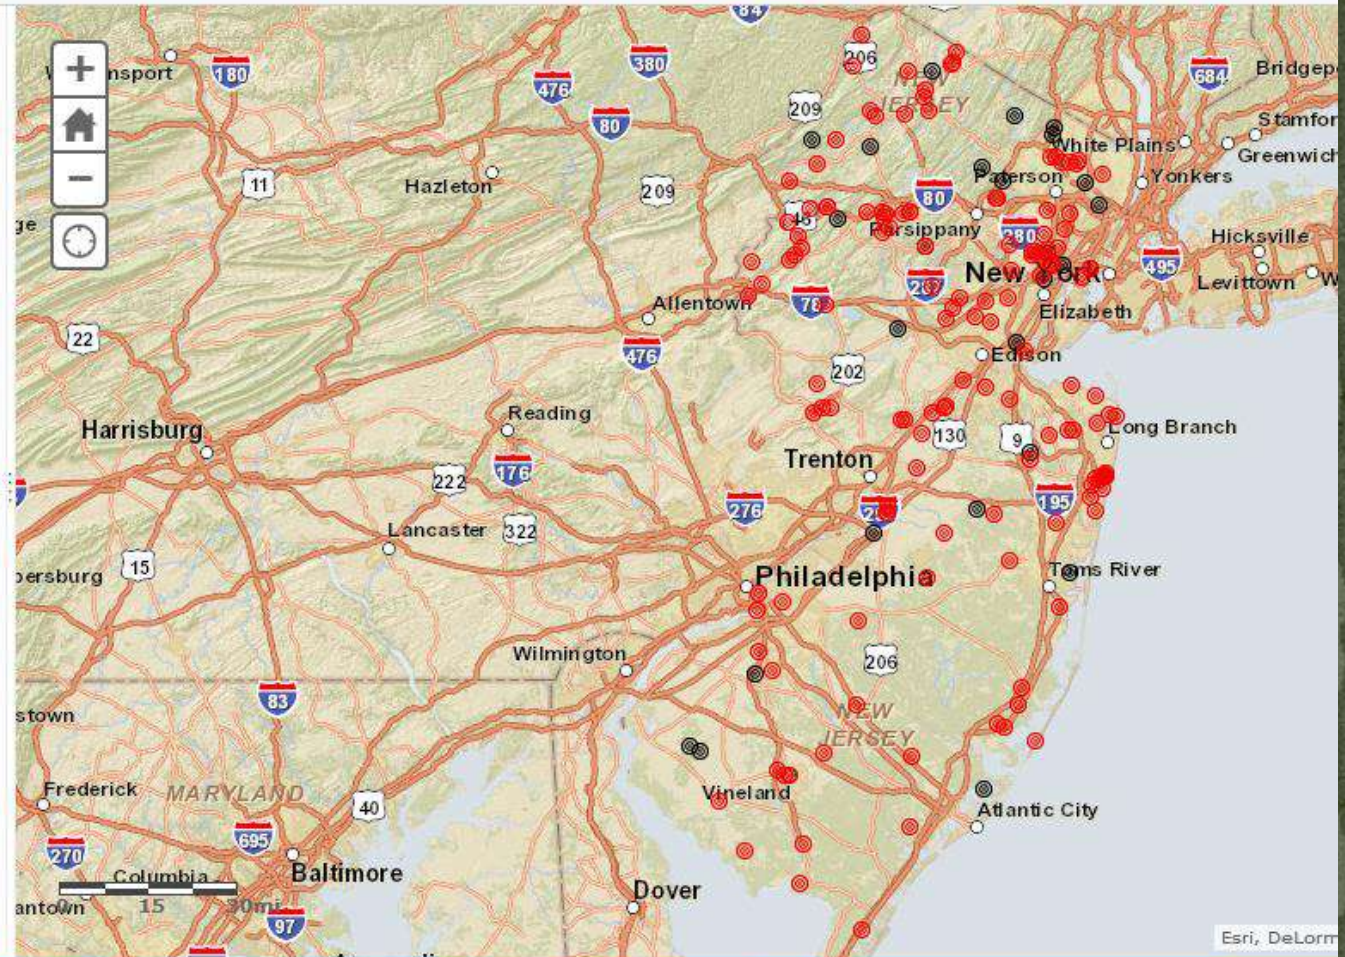 84
206
180
380
684
Bridgep
476
NEW
JERSEY
209
80
Stamfor
White Plains
Greenwich
11
Hazleton
209
Paterson
Yonkers
80
46
Parsippany
280
ge
Hicksville
495
New York
Levittown
W
287
Allentown
78
Elizabeth
22
476
Edison
202
Reading
Harrisburg
130
9
Long Branch
Trenton
176
222
195
276
Lancaster
322
15
bersburg
Toms River
Philadelphia
Wilmington
206
83
stown
NEW
JERSEY
Frederick
MARYLAND
40
Vineland
Atlantic City
695
270
Columbia
Baltimore
Dover
0 15 30mi
antown
97
Esri, DeLorm